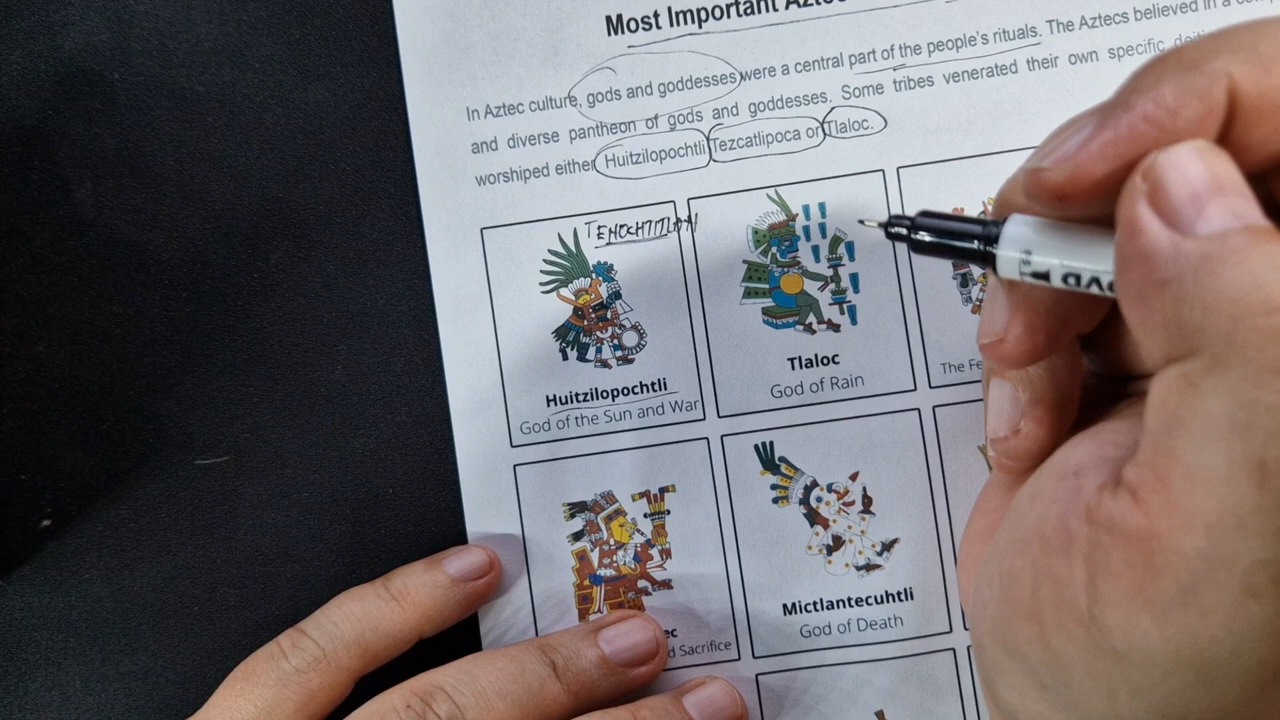 Most Important Azte
In Aztec culture, gods and goddesses were a central part of the people's rituals. The Aztecs believed in a
and diverse pantheon of gods and goddesses. Some tribes venerated their own specific
worshiped either Huitzilopochtli Tezcatlipoca or Tlaloc.
TENOCHTITLAN
Huitzilopochtli
God of the Sun and War
Tlaloc
God of Rain
The Fe
ec
d Sacrifice
Mictlantecuhtli
God of Death
DVD